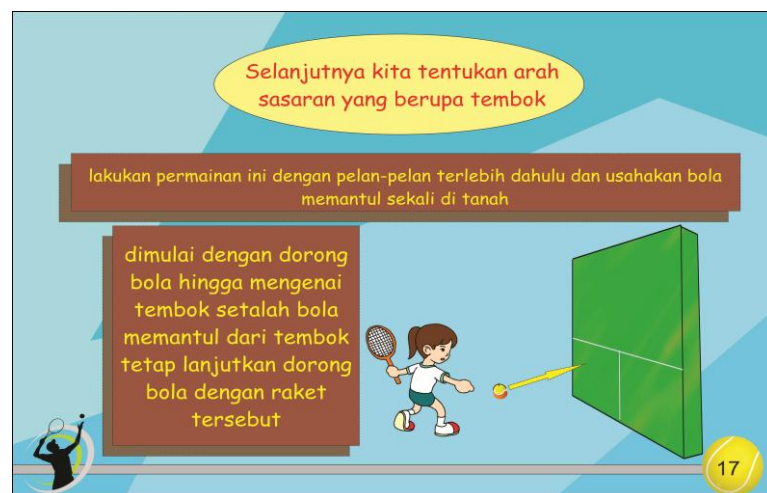 Selanjutnya kita tentukan arah
sasaran yang berupa tembok
lakukan permainan ini dengan pelan-pelan terlebih dahulu dan usahakan bola
memantul sekali di tanah
dimulai dengan dorong
bola hingga mengenai
tembok setalah bola
memantul dari tembok
tetap lanjutkan dorong
bola dengan raket
tersebut
17